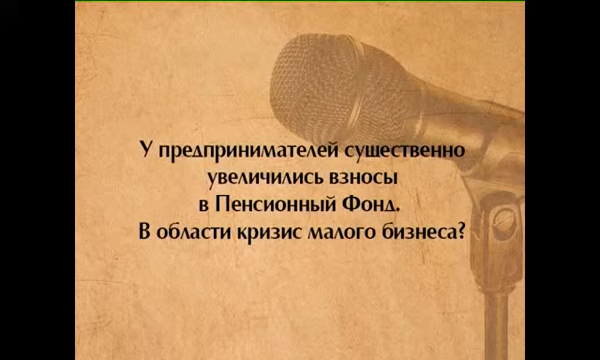 У предпринимателей существенно
увеличились взносы
в Пенсионный Фонд.
В области кризис малого бизнеса?